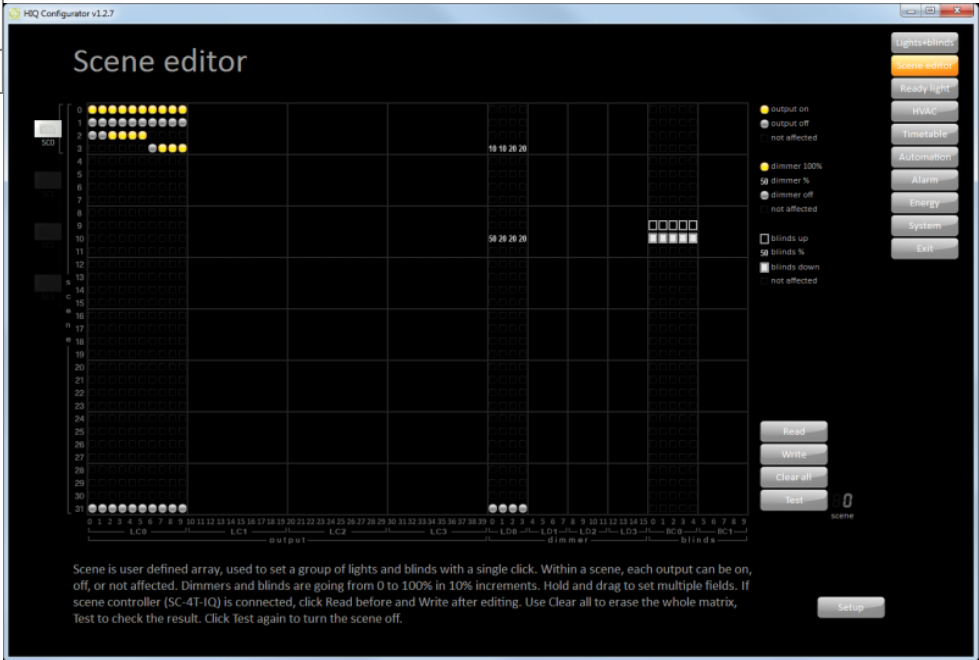 HIQ Configurator v1.2.7
Scene editor
Lights+blinds
Scene editor
Ready light
HVAC
Timetable
Automation
Alarm
Energy
System
Exit
SC0
0
1
2
3 10 10 20 20
4
5
6
7
8
9
10 50 20 20 20
11
12
13
14
15
16
17
18
19
20
21
22
23
24
25
26
27
28
29
30
31
scene
output on
output off
not affected
dimmer 100%
50 dimmer %
dimmer off
not affected
blinds up
50 blinds %
blinds down
not affected
Read
Write
Clear all
Test
0
scene
0 1 2 3 4 5 6 7 8 9 10 11 12 13 14 15 16 17 18 19 20 21 22 23 24 25 26 27 28 29 30 31 32 33 34 35 36 37 38 39 0 1 2 3 4 5 6 7 8 9 10 11 12 13 14 15 0 1 2 3 4 5 6 7 8 9
LC0 LC1 LC2 LC3 LD0 LD1 LD2 LD3 BC0 BC1
output dimmer blinds
Scene is user defined array, used to set a group of lights and blinds with a single click. Within a scene, each output can be on,
off, or not affected. Dimmers and blinds are going from 0 to 100% in 10% increments. Hold and drag to set multiple fields. If
scene controller (SC-4T-IQ) is connected, click Read before and Write after editing. Use Clear all to erase the whole matrix,
Test to check the result. Click Test again to turn the scene off.
Setup